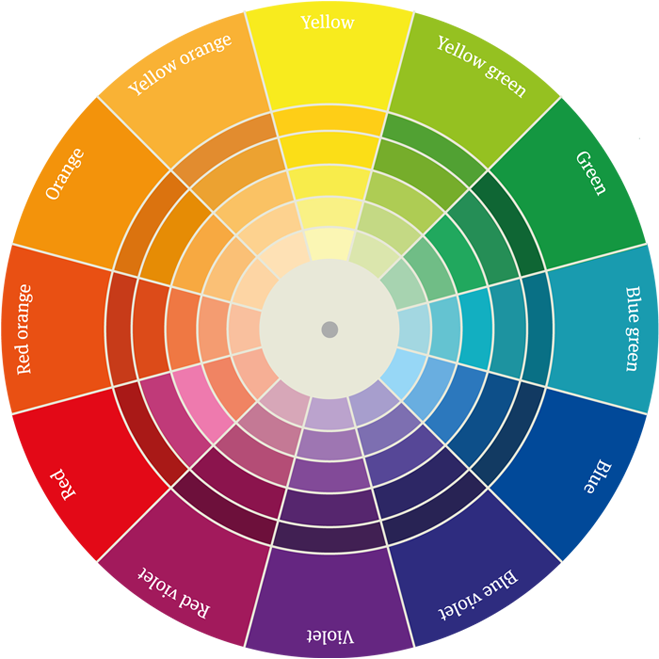 Yellow
Yellow green
Green
Blue green
Blue
Blue violet
Violet
Red violet
Red
Red orange
Orange
Yellow orange